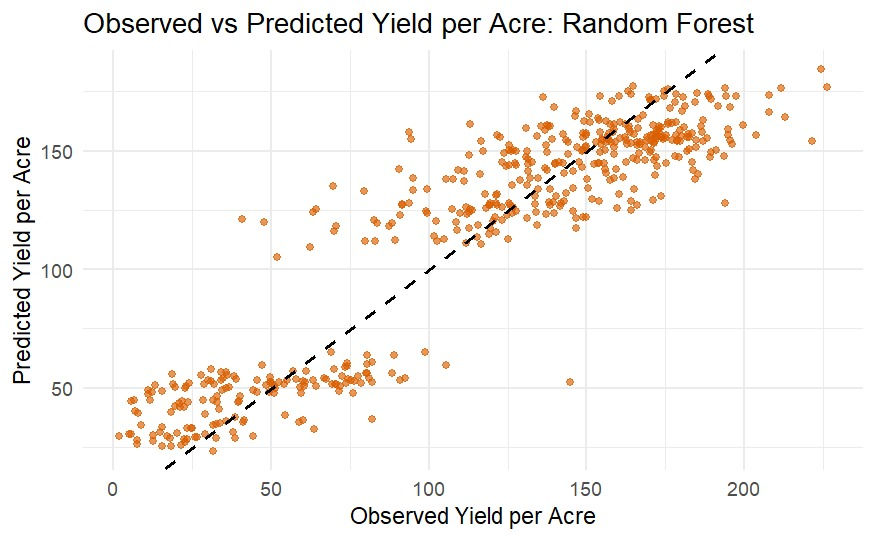 Observed vs Predicted Yield per Acre: Random Forest
Predicted Yield per Acre
150
100
50
0 50 100 150 200
Observed Yield per Acre